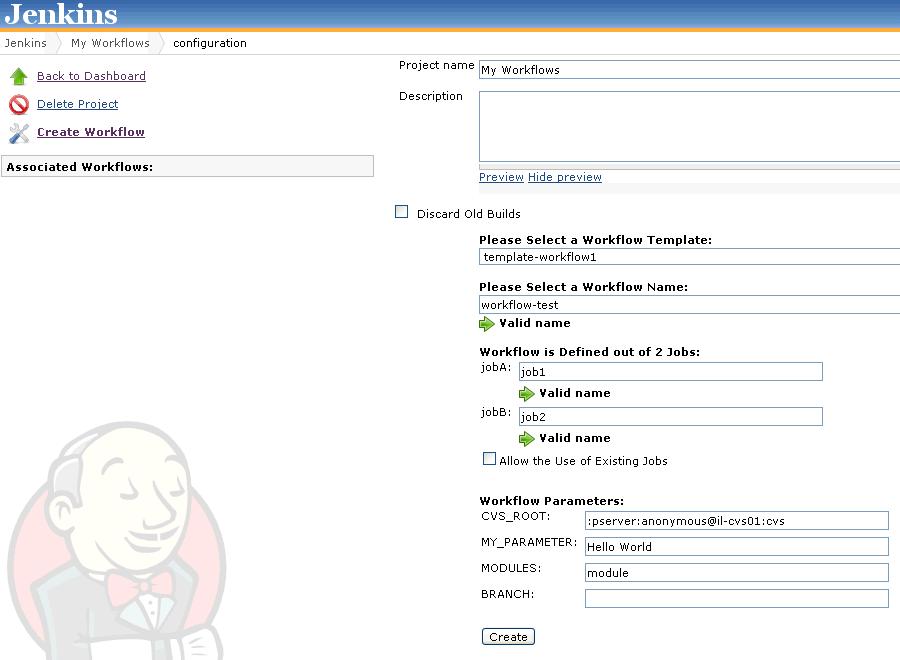 Jenkins
Jenkins My Workflows configuration
Back to Dashboard
Delete Project
Create Workflow
Associated Workflows:
Project name My Workflows
Description
Preview Hide preview
Discard Old Builds
Please Select a Workflow Template:
template-workflow1
Please Select a Workflow Name:
workflow-test
Valid name
Workflow is Defined out of 2 Jobs:
jobA: job1
Valid name
jobB: job2
Valid name
Allow the Use of Existing Jobs
Workflow Parameters:
CVS_ROOT: :pserver:anonymous@il-cvs01:cvs
MY_PARAMETER: Hello World
MODULES: module
BRANCH:
Create